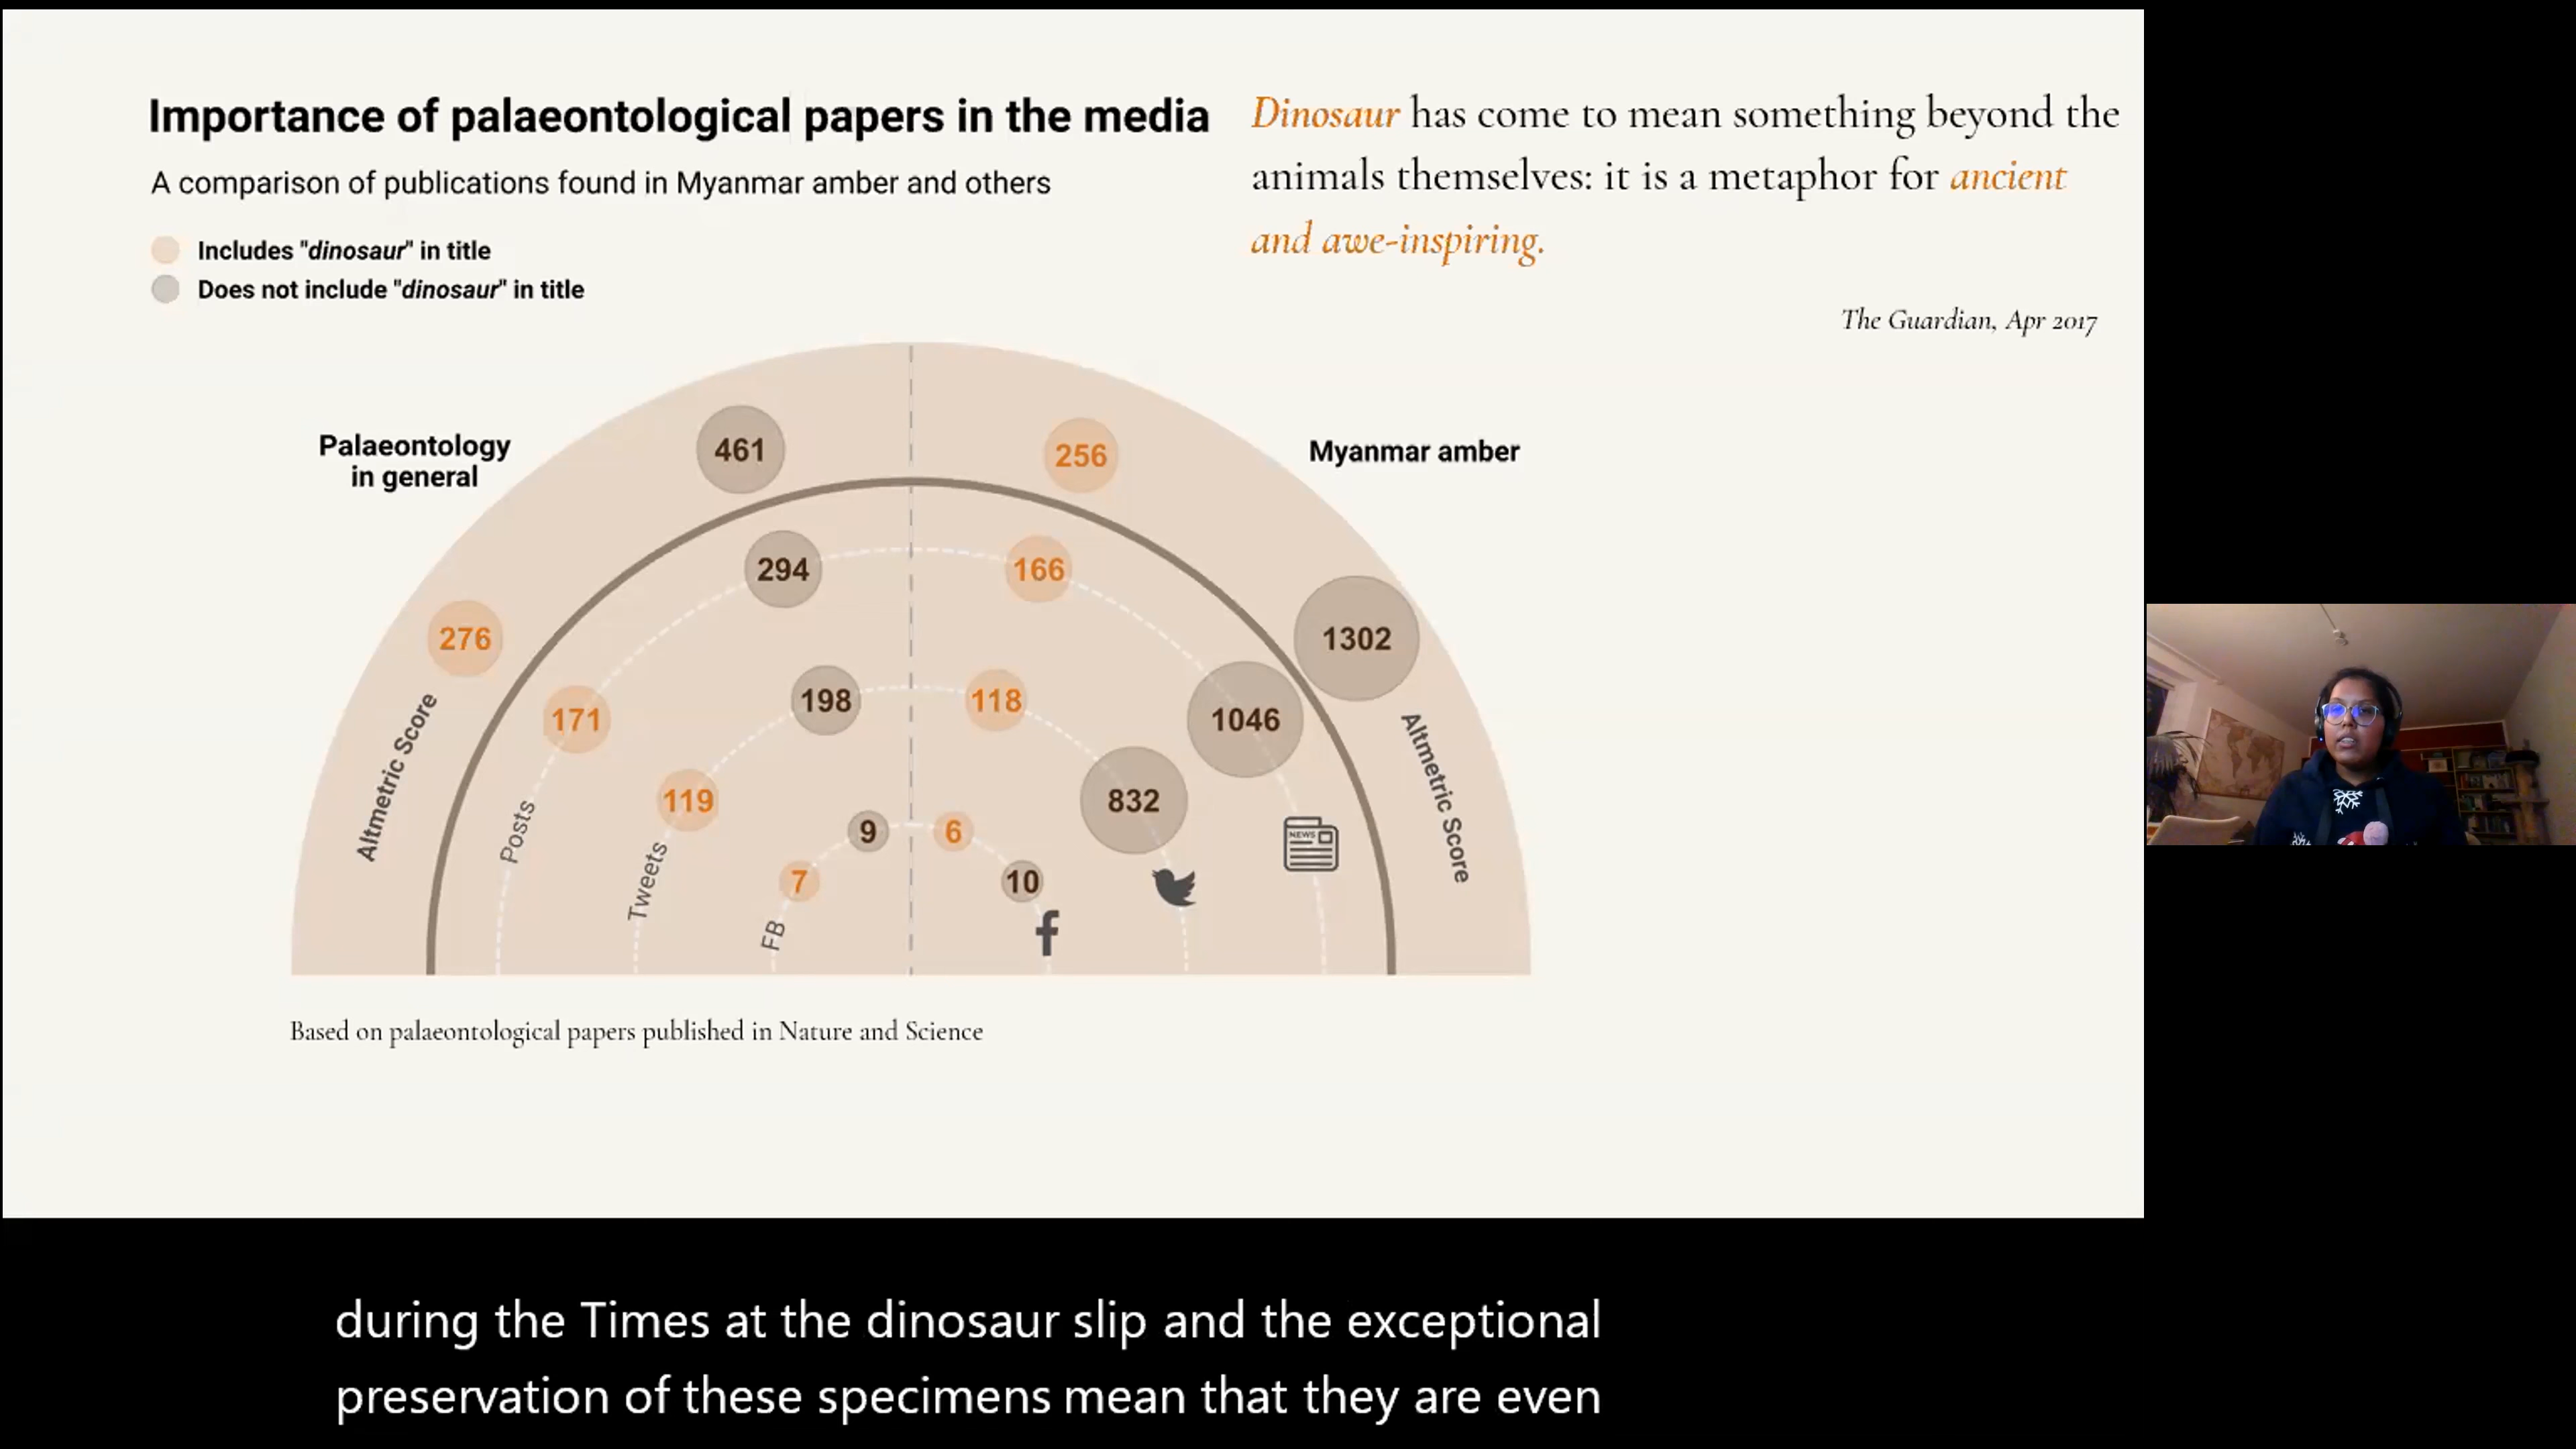 Importance of palaeontological papers in the media
A comparison of publications found in Myanmar amber and others
Includes "dinosaur" in title
Does not include "dinosaur" in title
Dinosaur has come to mean something beyond the
animals themselves: it is a metaphor for ancient
and awe-inspiring.
The Guardian, Apr 2017
Palaeontology
in general
Myanmar amber
461
256
294
166
276
1302
171
198
118
1046
119
832
9
6
7
10
Altmetric Score
Posts
Tweets
FB
NEWS
Altmetric Score
Based on palaeontological papers published in Nature and Science
during the Times at the dinosaur slip and the exceptional
preservation of these specimens mean that they are even